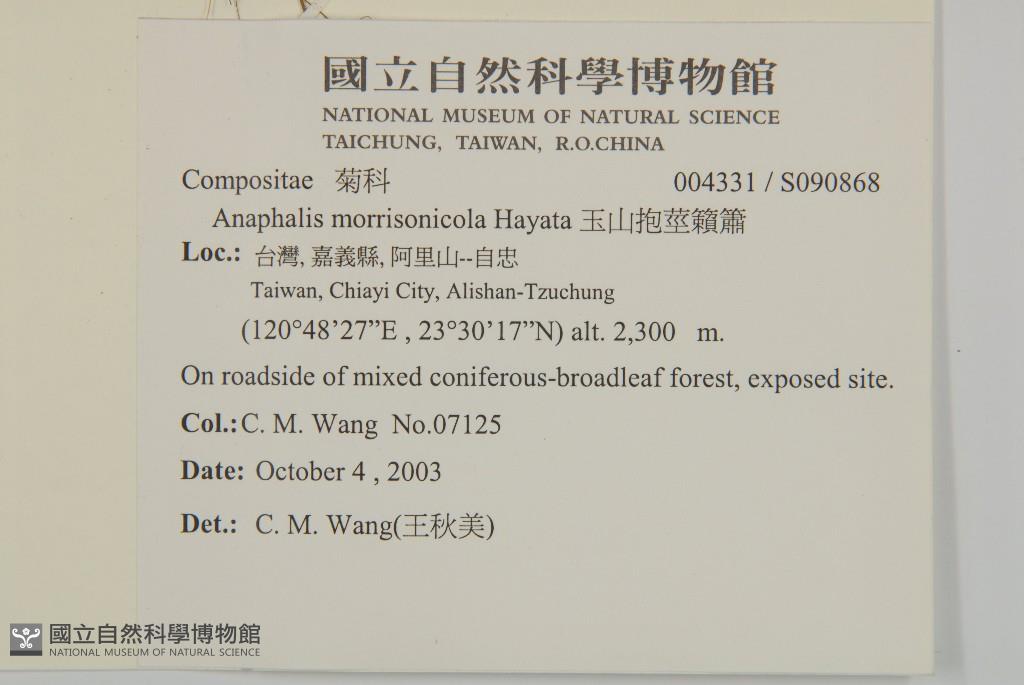 國立自然科學博物館
NATIONAL MUSEUM OF NATURAL SCIENCE
TAICHUNG, TAIWAN, R.O.CHINA
Compositae 菊科 004331 / S090868
Anaphalis morrisonicola Hayata 玉山抱莖籟簫
Loc.: 台灣, 嘉義縣, 阿里山--自忠
Taiwan, Chiayi City, Alishan-Tzuchung
(120°48’27”E , 23°30’17”N) alt. 2,300 m.
On roadside of mixed coniferous-broadleaf forest, exposed site.
Col.: C. M. Wang No.07125
Date: October 4 , 2003
Det.: C. M. Wang(王秋美)
國立自然科學博物館
NATIONAL MUSEUM OF NATURAL SCIENCE